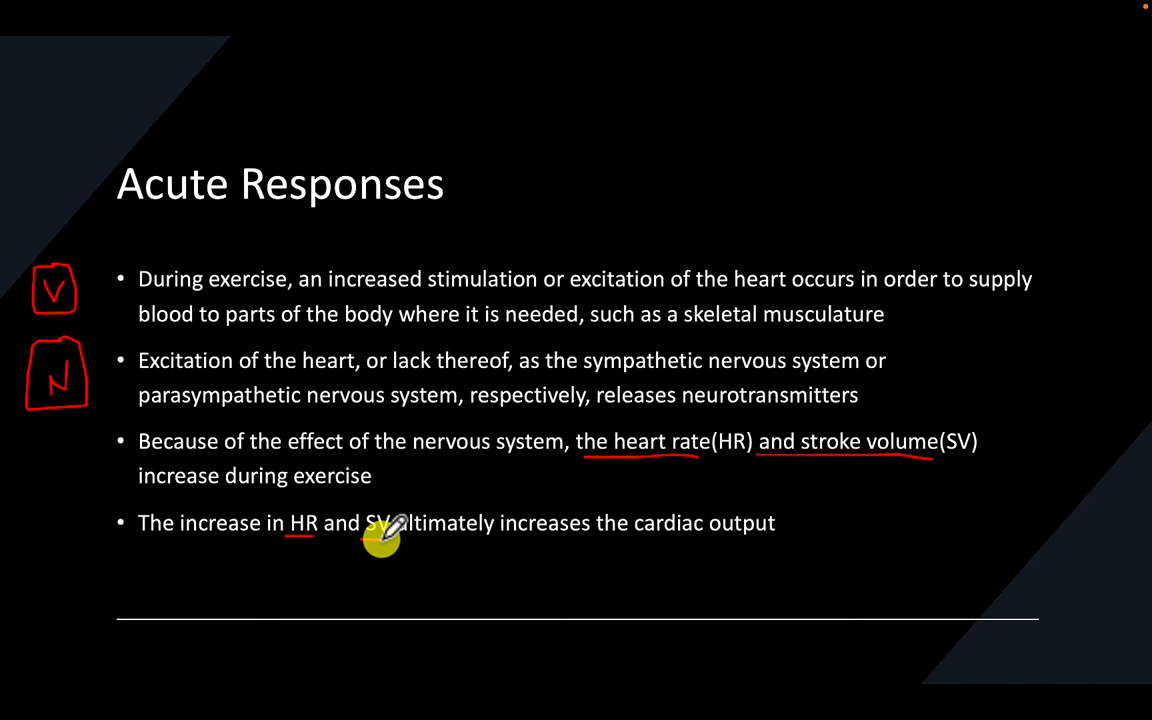 Acute Responses
V
• During exercise, an increased stimulation or excitation of the heart occurs in order to supply
blood to parts of the body where it is needed, such as a skeletal musculature
N
• Excitation of the heart, or lack thereof, as the sympathetic nervous system or
parasympathetic nervous system, respectively, releases neurotransmitters
• Because of the effect of the nervous system, the heart rate(HR) and stroke volume(SV)
increase during exercise
• The increase in HR and SV ultimately increases the cardiac output